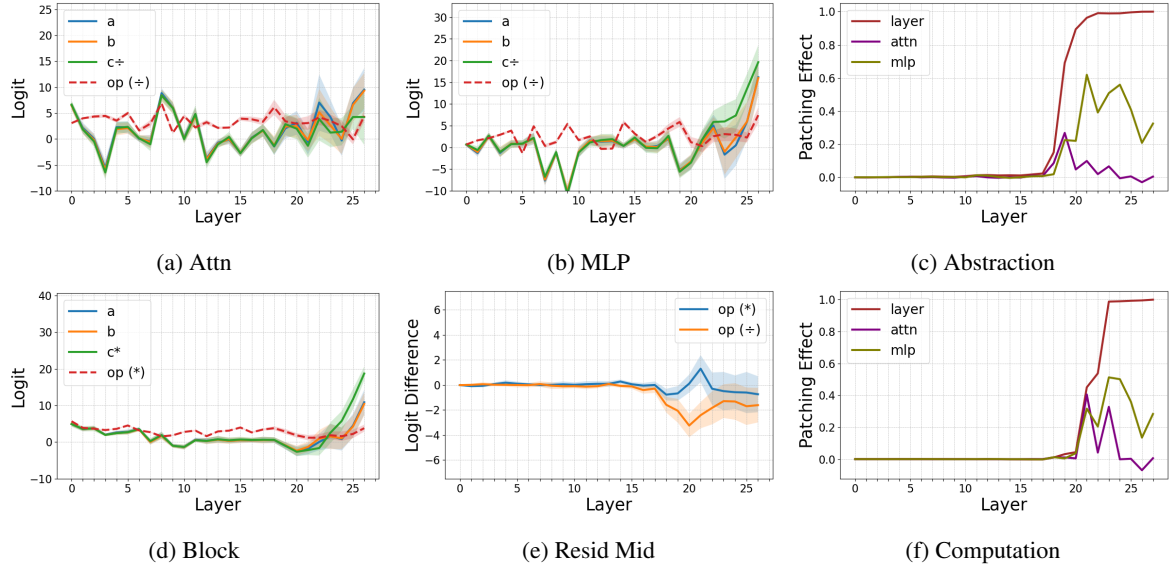 Logit
25
20
15
10
5
0
−5
−10
a
b
c÷
op (÷)
0 5 10 15 20 25
Layer
(a) Attn
Logit
30
25
20
15
10
5
0
−5
−10
a
b
c÷
op (÷)
0 5 10 15 20 25
Layer
(b) MLP
Patching Effect
1.0
0.8
0.6
0.4
0.2
0.0
layer
attn
mlp
0 5 10 15 20 25
Layer
(c) Abstraction
Logit
40
30
20
10
0
−10
a
b
c*
op (*)
0 5 10 15 20 25
Layer
(d) Block
Logit Difference
6
4
2
0
−2
−4
−6
op (*)
op (÷)
0 5 10 15 20 25
Layer
(e) Resid Mid
Patching Effect
1.0
0.8
0.6
0.4
0.2
0.0
layer
attn
mlp
0 5 10 15 20 25
Layer
(f) Computation